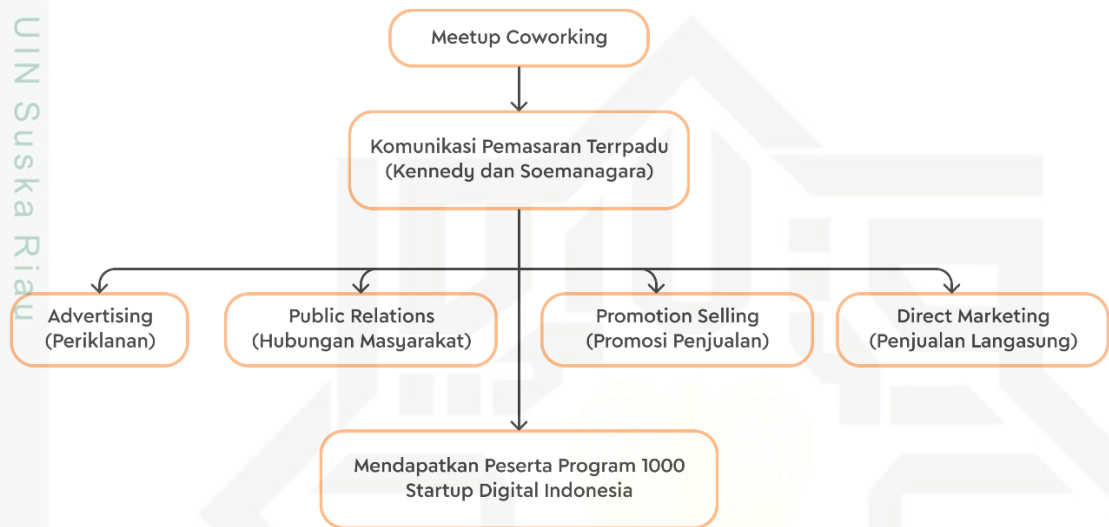 UIN Suska Riau
Meetup Coworking
Komunikasi Pemasaran Terrpadu
(Kennedy dan Soemanagara)
Advertising
(Periklanan)
Public Relations
(Hubungan Masyarakat)
Promotion Selling
(Promosi Penjualan)
Direct Marketing
(Penjualan Langasung)
Mendapatkan Peserta Program 1000
Startup Digital Indonesia